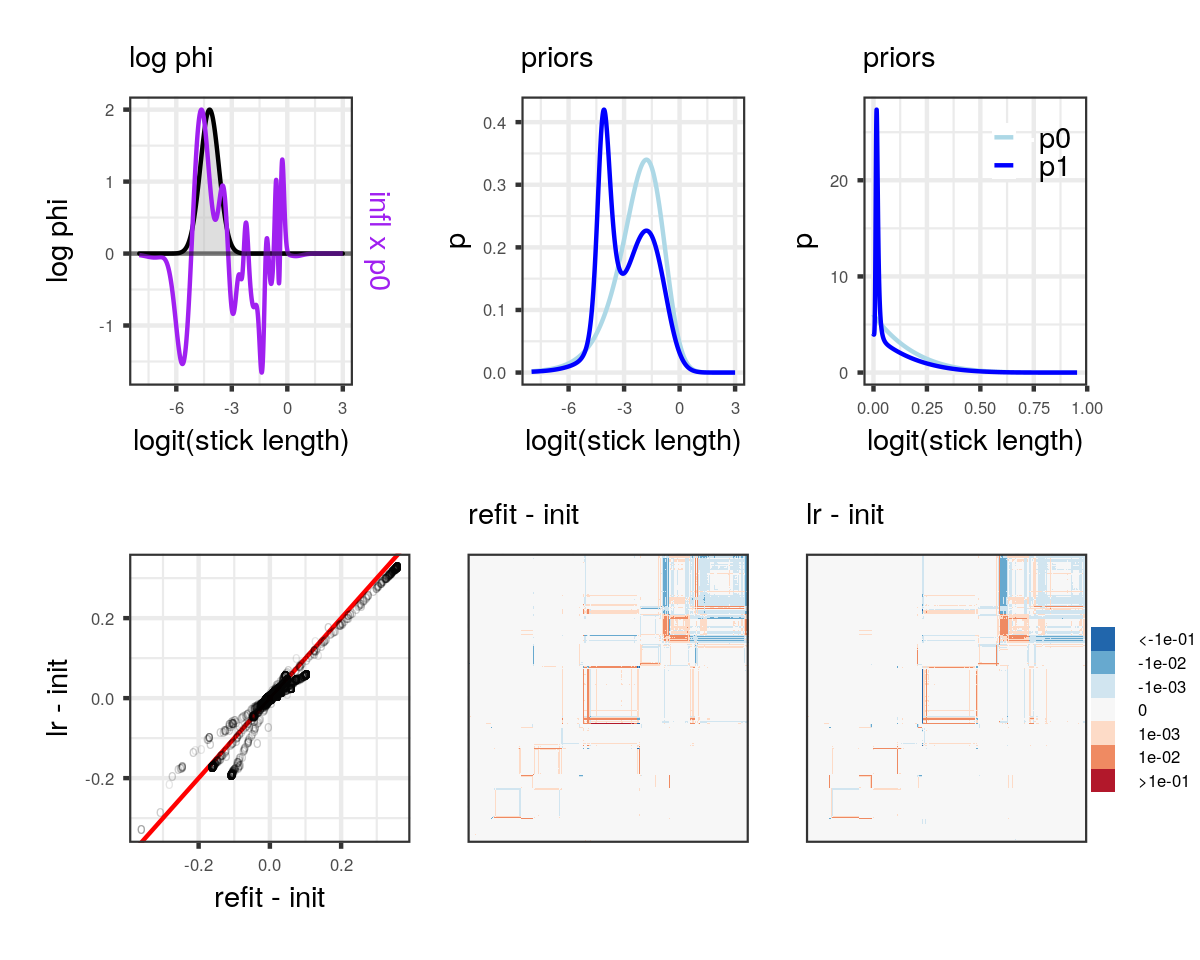 log phi
priors
priors
log phi
2
1
0
-1
infl x p0
-6
-3
0
3
logit(stick length)
p
0.4
0.3
0.2
0.1
0.0
-6
-3
0
3
logit(stick length)
p
20
10
0
p0
p1
0.00
0.25
0.50
0.75
1.00
logit(stick length)
refit - init
lr - init
lr - init
0.2
0.0
-0.2
-0.2
0.0
0.2
refit - init
<-1e-01
-1e-02
-1e-03
0
1e-03
1e-02
>1e-01